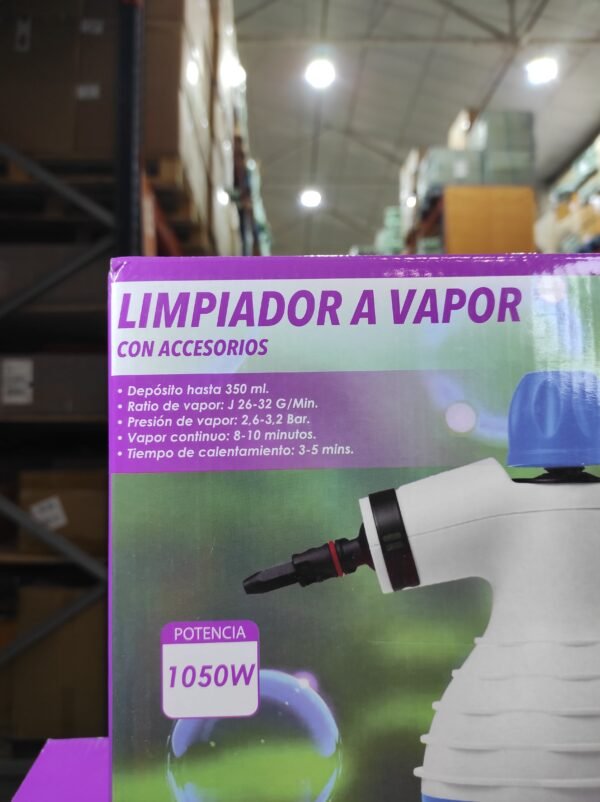 LIMPIADOR A VAPOR
CON ACCESORIOS
• Depósito hasta 350 ml.
• Ratio de vapor: J 26-32 G/Min.
• Presión de vapor: 2,6-3,2 Bar.
• Vapor continuo: 8-10 minutos.
• Tiempo de calentamiento: 3-5 mins.
POTENCIA
1050W